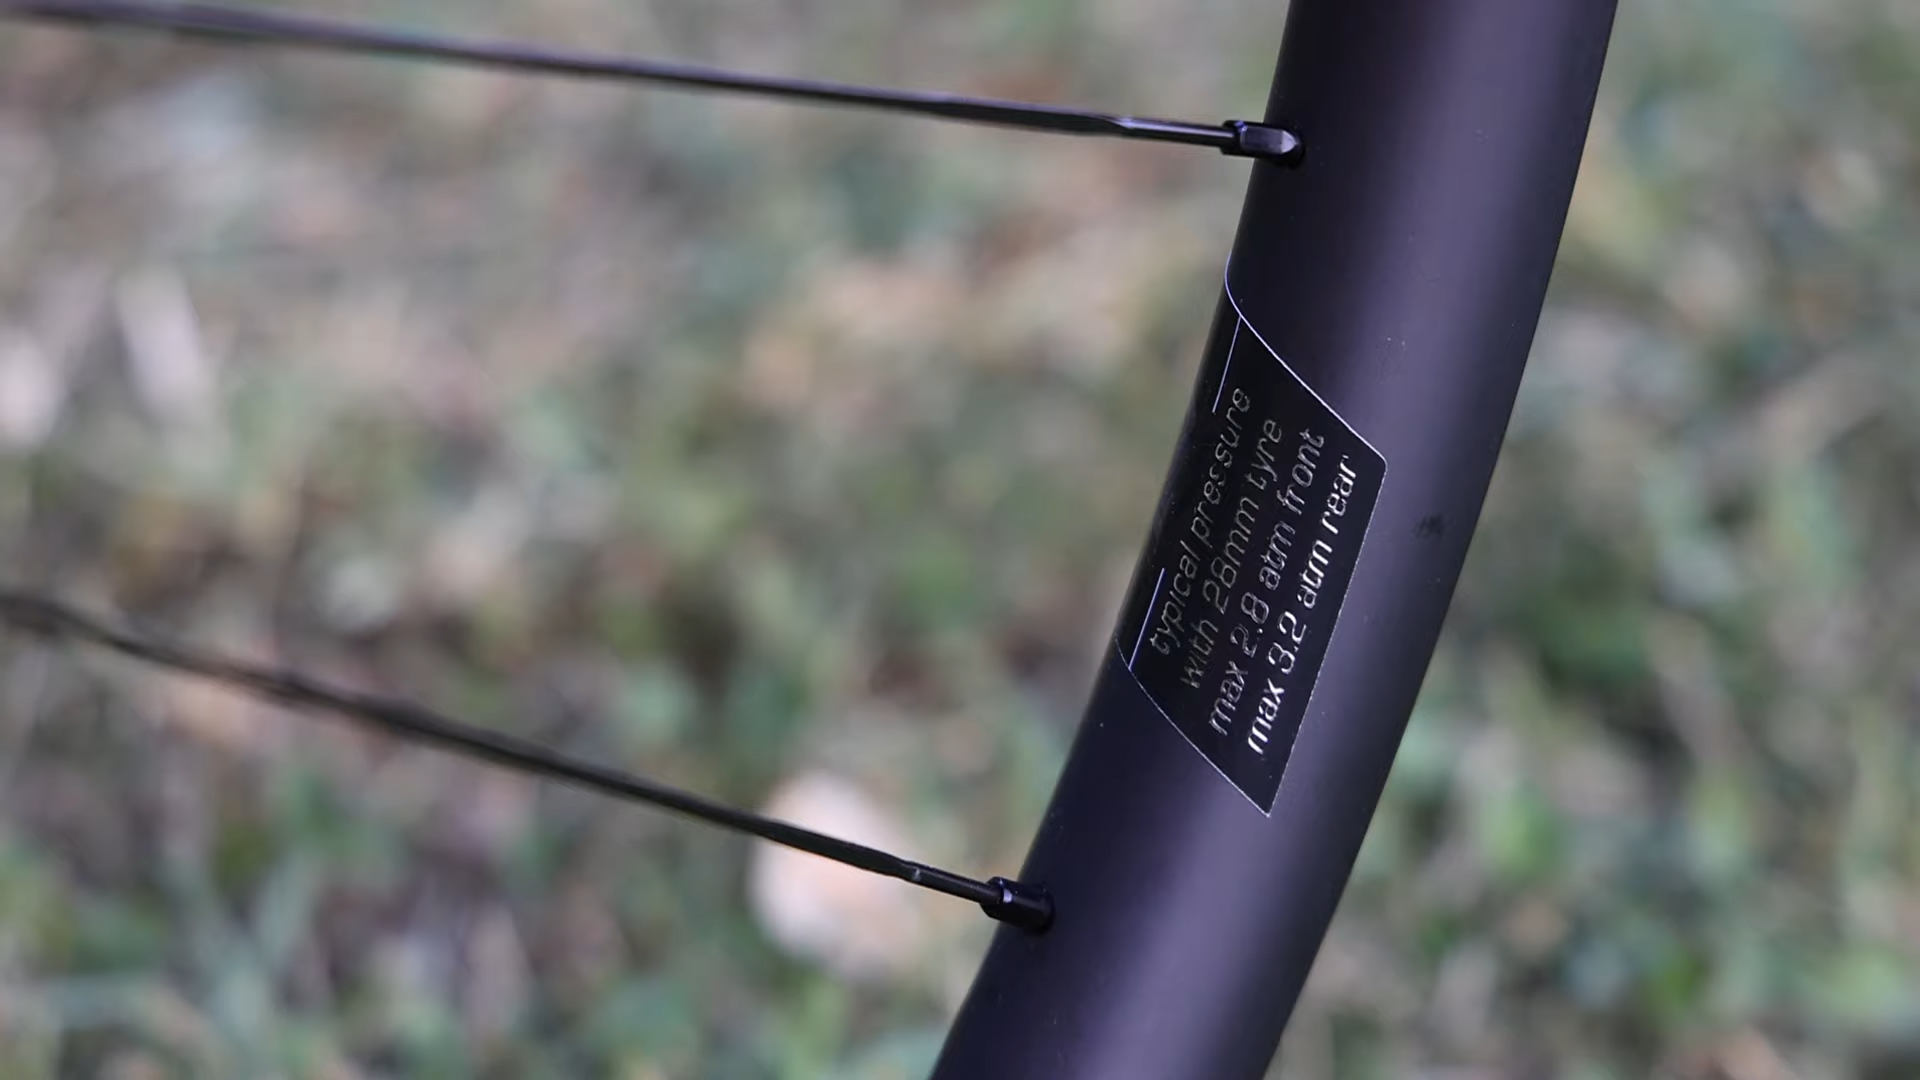 typical pressure
with 28mm tyre
max 2.8 atm front
max 3.2 atm rear